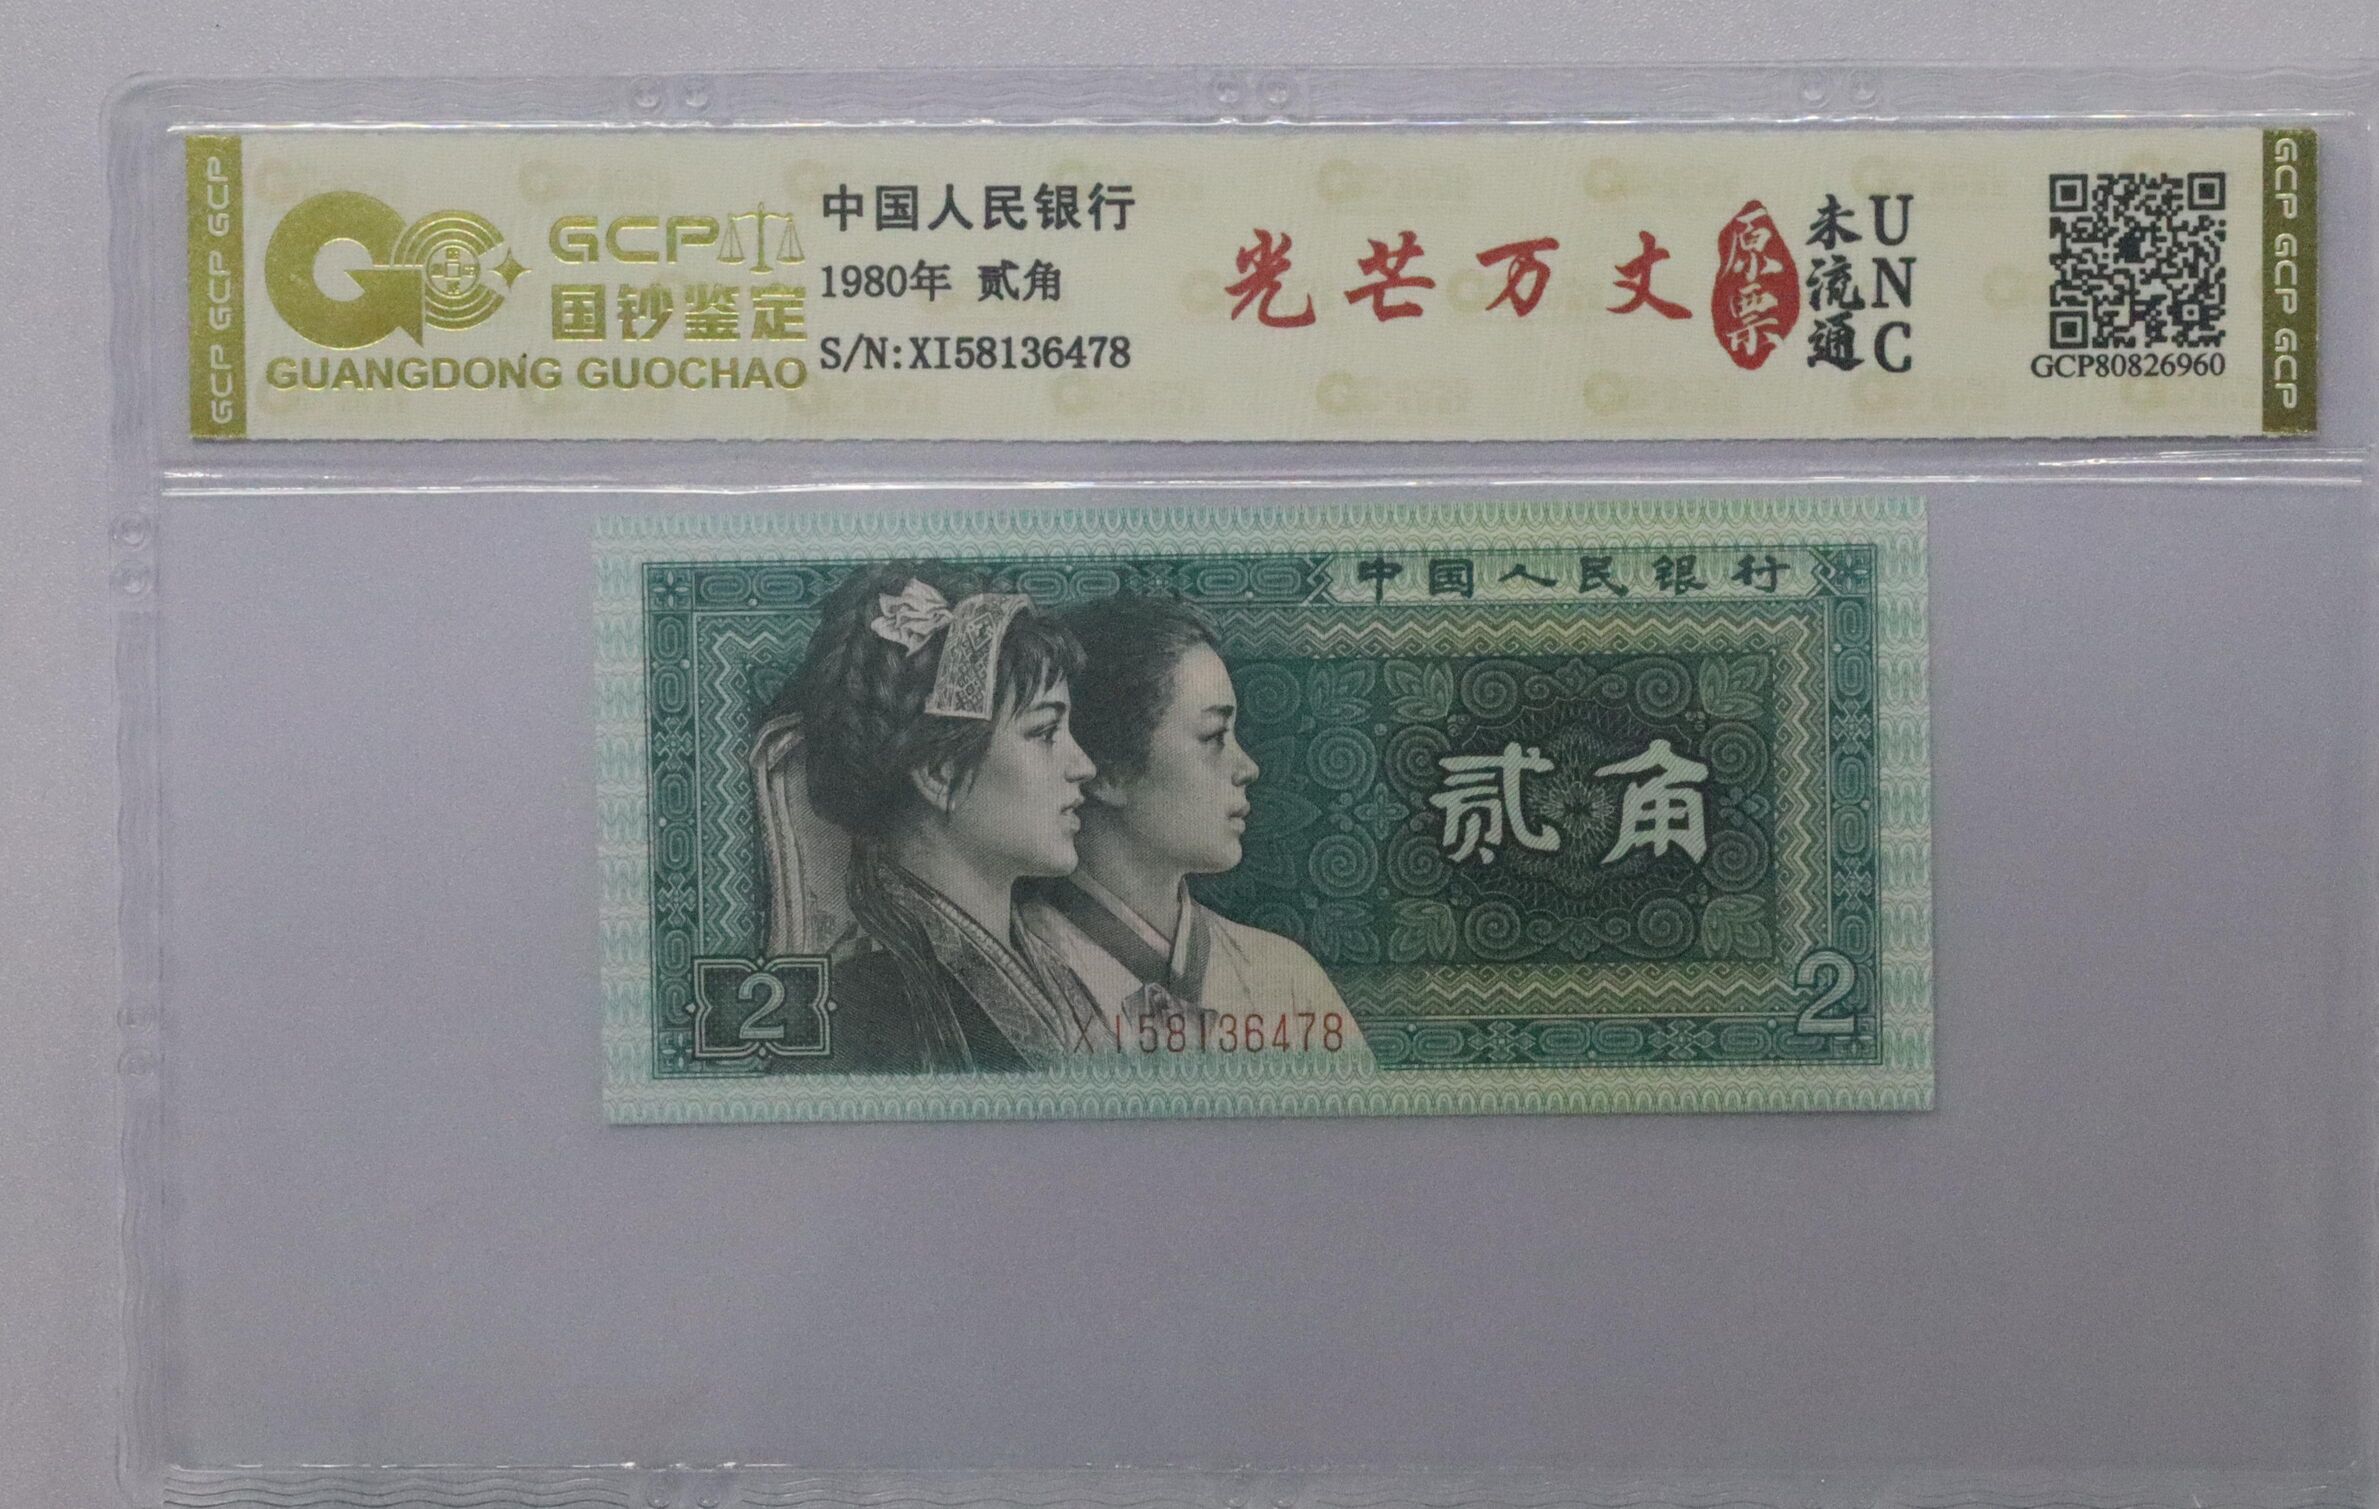 GCP GCP GCP
GCP
国钞鉴定
GUANGDONG GUOCHAO
中国人民银行
1980年 贰角
S/N:XI58136478
光芒万丈
原票
未流通
UNC
GCP80826960
GCP GCP GCP
中国人民银行
贰角
2
XI58136478
2